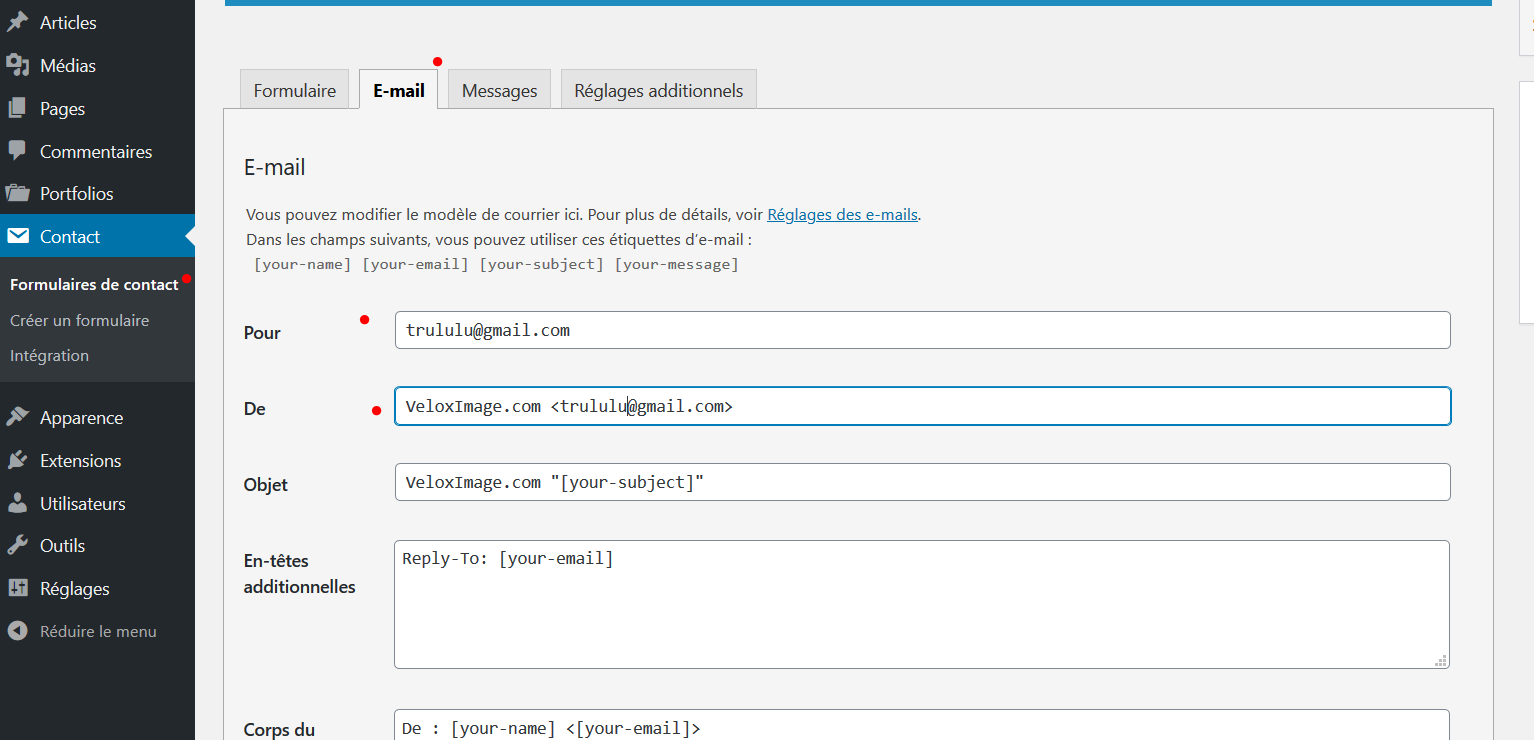 Articles
Médias
Pages
Commentaires
Portfolios
Contact
Formulaires de contact
Créer un formulaire
Intégration
Apparence
Extensions
Utilisateurs
Outils
Réglages
Réduire le menu
Formulaire E-mail Messages Réglages additionnels
E-mail
Vous pouvez modifier le modèle de courrier ici. Pour plus de détails, voir Réglages des e-mails.
Dans les champs suivants, vous pouvez utiliser ces étiquettes d’e-mail :
[your-name] [your-email] [your-subject] [your-message]
Pour trululu@gmail.com
De VeloxImage.com <trululu@gmail.com>
Objet VeloxImage.com "[your-subject]"
En-têtes
additionnelles
Reply-To: [your-email]
Corps du De : [your-name] <[your-email]>